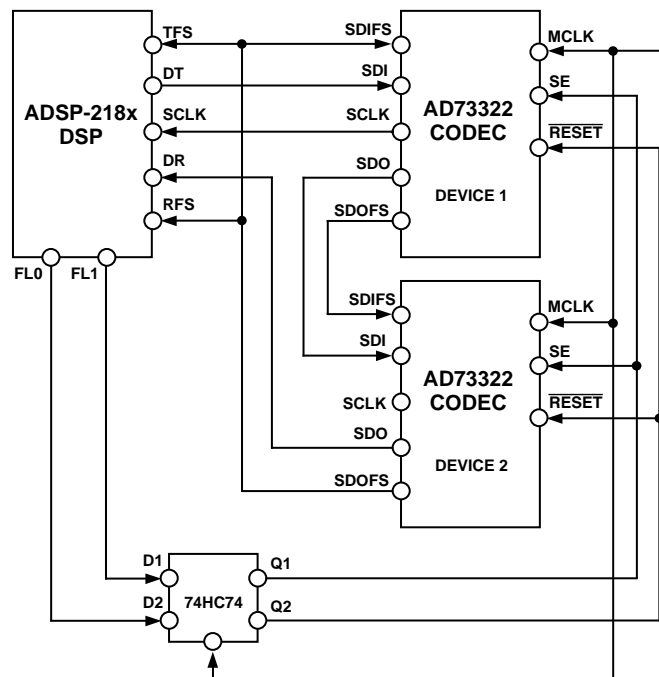 TFS
DT
SCLK
DR
RFS
ADSP-218x
DSP
FL0
FL1
SDIFS
SDI
SCLK
SDO
SDOFS
AD73322
CODEC
DEVICE 1
MCLK
SE
RESET
SDIFS
SDI
SCLK
SDO
SDOFS
AD73322
CODEC
DEVICE 2
MCLK
SE
RESET
D1
D2
74HC74
Q1
Q2